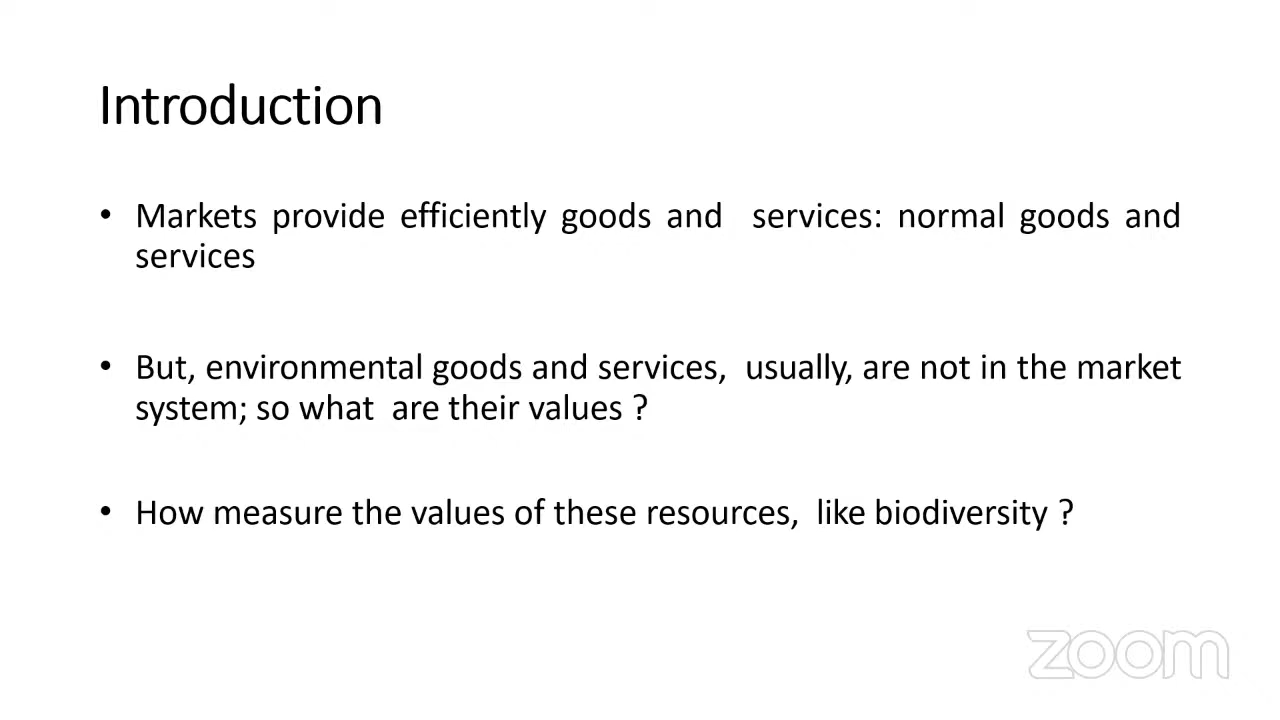 Introduction
• Markets provide efficiently goods and services: normal goods and
services
• But, environmental goods and services, usually, are not in the market
system; so what are their values ?
• How measure the values of these resources, like biodiversity ?
zoom